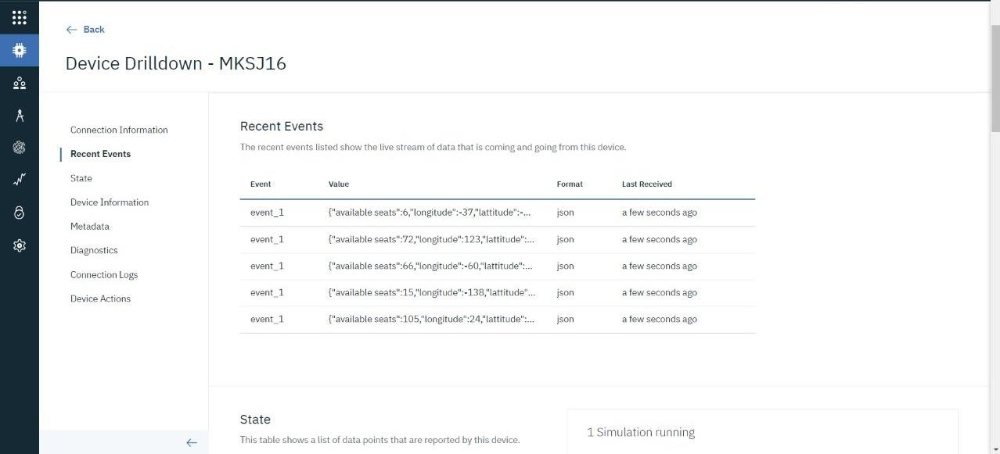 Back
Device Drilldown - MKSJ16
Connection Information
Recent Events
State
Device Information
Metadata
Diagnostics
Connection Logs
Device Actions
Recent Events
The recent events listed show the live stream of data that is coming and going from this device.
Event Value Format Last Received
event_1 {"available seats":6,"longitude":-37,"lattitude":-... json a few seconds ago
event_1 {"available seats":72,"longitude":123,"lattitude":... json a few seconds ago
event_1 {"available seats":66,"longitude":-60,"lattitude":... json a few seconds ago
event_1 {"available seats":15,"longitude":-138,"lattitude"... json a few seconds ago
event_1 {"available seats":105,"longitude":24,"lattitude":... json a few seconds ago
State
This table shows a list of data points that are reported by this device.
1 Simulation running